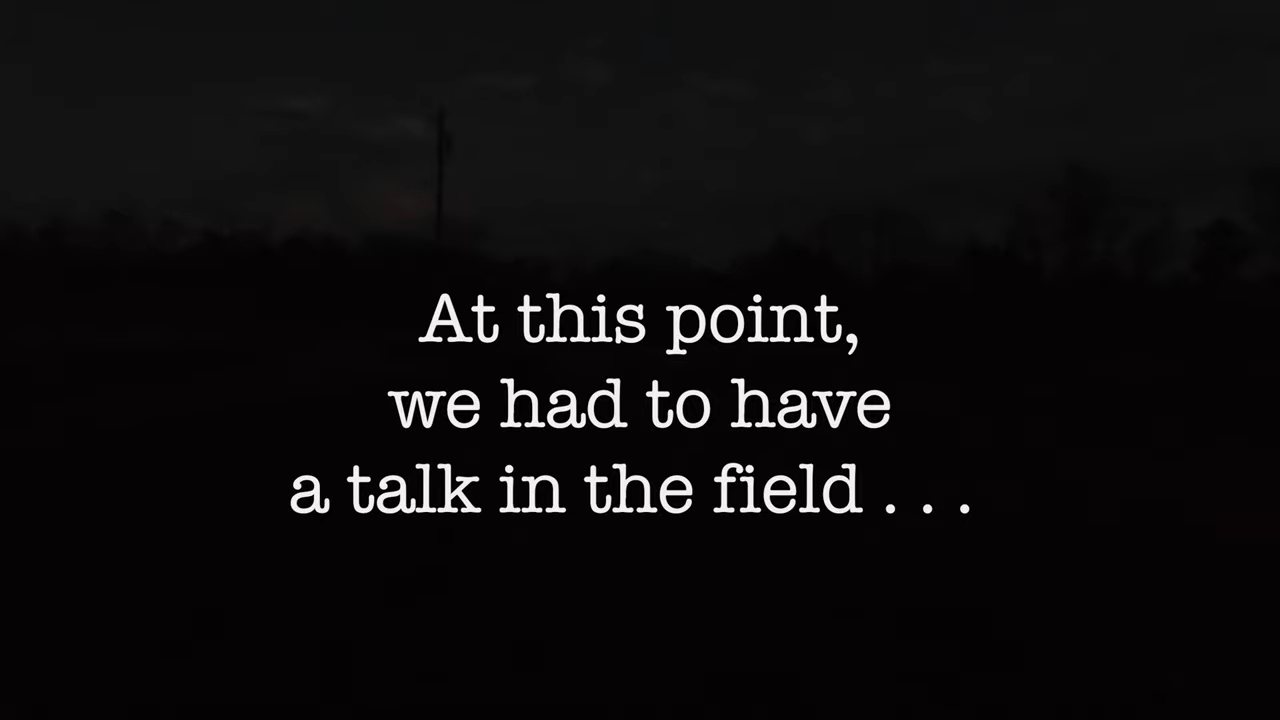 At this point,
we had to have
a talk in the field . . .